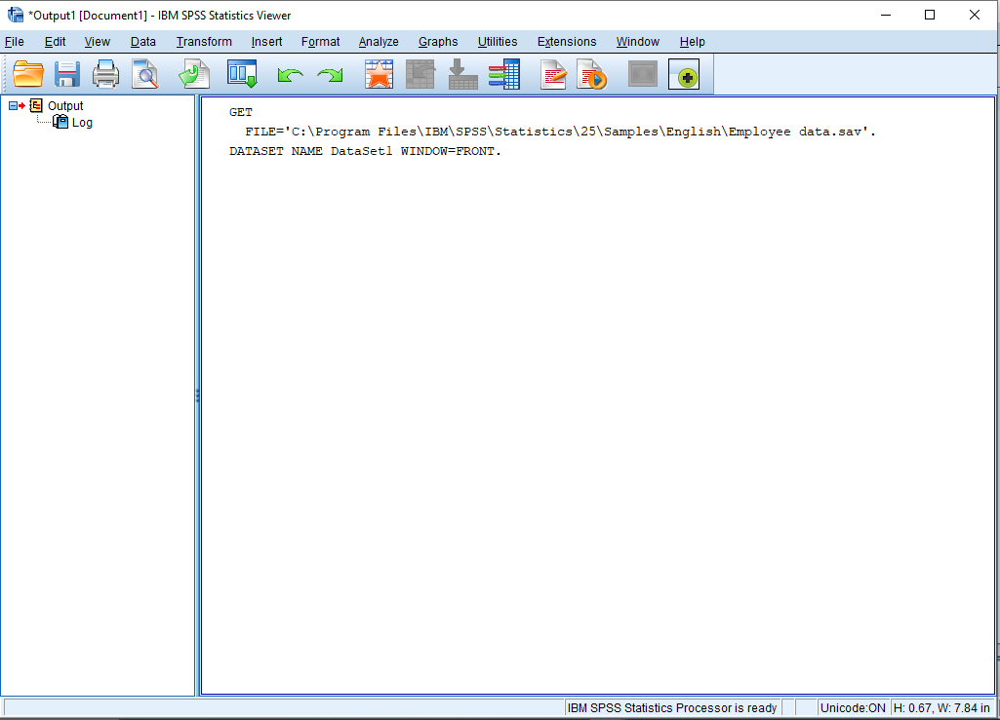 *Output1 [Document1] - IBM SPSS Statistics Viewer
File Edit View Data Transform Insert Format Analyze Graphs Utilities Extensions Window Help
Output
Log
GET
FILE='C:\Program Files\IBM\SPSS\Statistics\25\Samples\English\Employee data.sav'.
DATASET NAME DataSet1 WINDOW=FRONT.
IBM SPSS Statistics Processor is ready Unicode:ON H: 0.67, W: 7.84 in